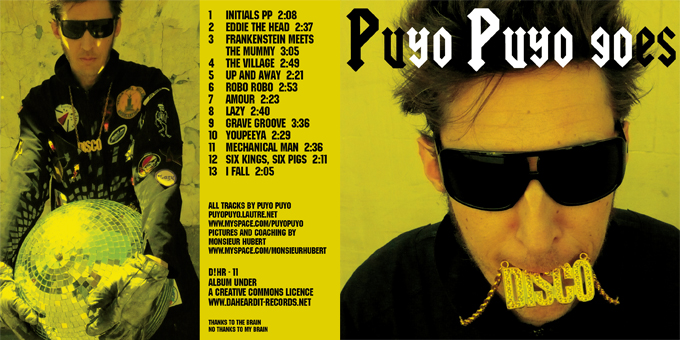 1 INITIALS PP 2:08
2 EDDIE THE HEAD 2:37
3 FRANKENSTEIN MEETS
THE MUMMY 3:05
4 THE VILLAGE 2:49
5 UP AND AWAY 2:21
6 ROBO ROBO 2:53
7 AMOUR 2:23
8 LAZY 2:40
9 GRAVE GROOVE 3:36
10 YOUPEEYA 2:29
11 MECHANICAL MAN 2:36
12 SIX KINGS, SIX PIGS 2:11
13 I FALL 2:05
ALL TRACKS BY PUYO PUYO
PUYOPUYO.LAUTRE.NET
WWW.MYSPACE.COM/PUYOPUYO
PICTURES AND COACHING BY
MONSIEUR HUBERT
WWW.MYSPACE.COM/MONSIEURHUBERT
D!HR - 11
ALBUM UNDER
A CREATIVE COMMONS LICENCE
WWW.DAHEARDIT-RECORDS.NET
THANKS TO THE BRAIN
NO THANKS TO MY BRAIN
DISCO
Puyo Puyo goes
DISCO